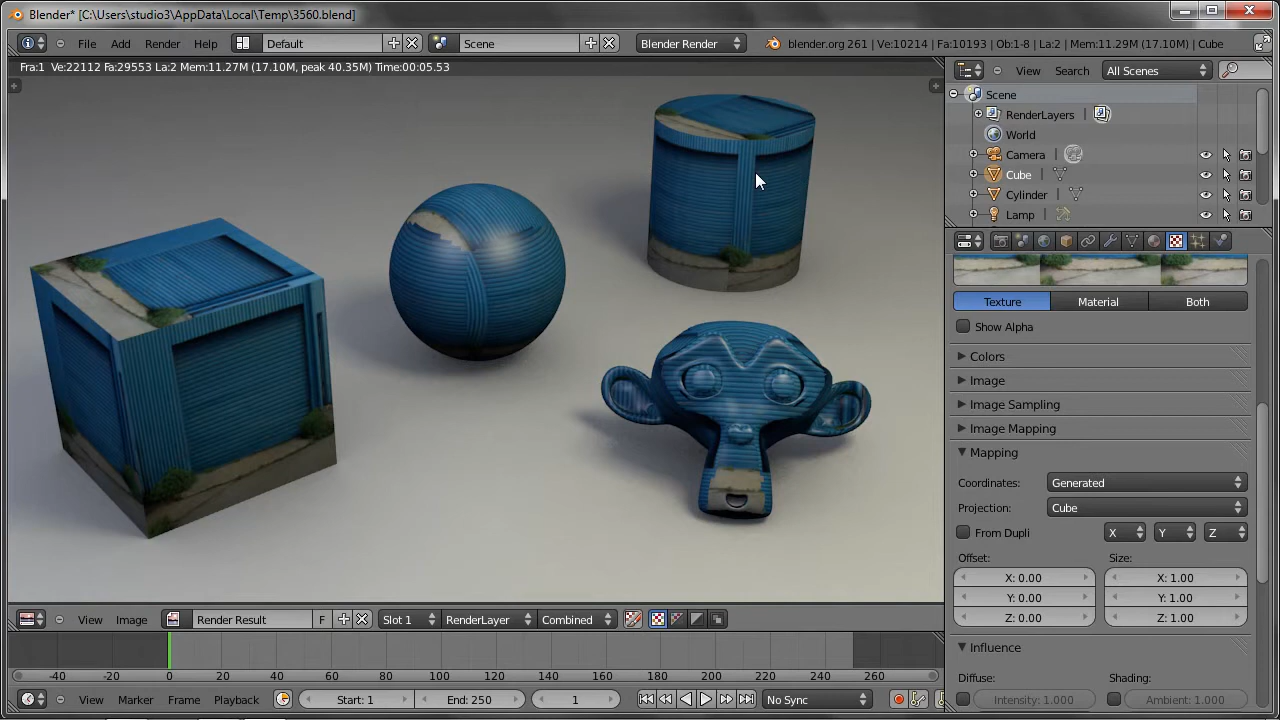 Blender* [C:\Users\studio3\AppData\Local\Temp\3560.blend]
File Add Render Help Default Scene Blender Render blender.org 261 | Ve:10214 | Fa:10193 | Ob:1-8 | La:2 | Mem:11.29M (17.10M) | Cube
Fra:1 Ve:22112 Fa:29553 La:2 Mem:11.27M (17.10M, peak 40.35M) Time:00:05.53
View Search All Scenes
Scene
RenderLayers |
World
Camera |
Cube |
Cylinder |
Lamp |
Texture Material Both
Show Alpha
Colors
Image
Image Sampling
Image Mapping
Mapping
Coordinates: Generated
Projection: Cube
From Dupli X Y Z
Offset: Size:
X: 0.00 X: 1.00
Y: 0.00 Y: 1.00
Z: 0.00 Z: 1.00
Influence
Diffuse: Shading:
Intensity: 1.000 Ambient: 1.000
View Image Render Result F Slot 1 RenderLayer Combined
-40 -20 0 20 40 60 80 100 120 140 160 180 200 220 240 260
View Marker Frame Playback Start: 1 End: 250 1 No Sync